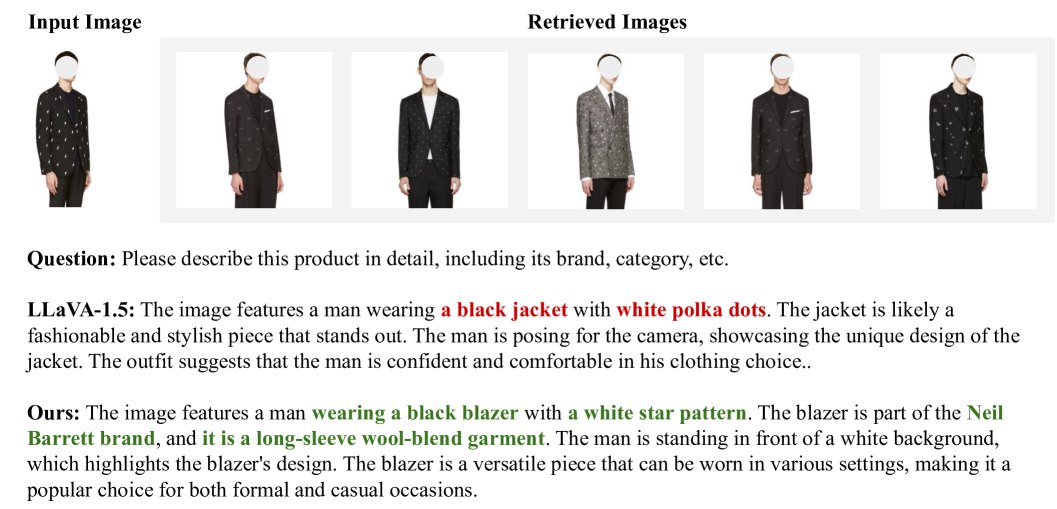 Input Image
Retrieved Images
Question: Please describe this product in detail, including its brand, category, etc.
LLaVA-1.5: The image features a man wearing a black jacket with white polka dots. The jacket is likely a
fashionable and stylish piece that stands out. The man is posing for the camera, showcasing the unique design of the
jacket. The outfit suggests that the man is confident and comfortable in his clothing choice..
Ours: The image features a man wearing a black blazer with a white star pattern. The blazer is part of the Neil
Barrett brand, and it is a long-sleeve wool-blend garment. The man is standing in front of a white background,
which highlights the blazer's design. The blazer is a versatile piece that can be worn in various settings, making it a
popular choice for both formal and casual occasions.